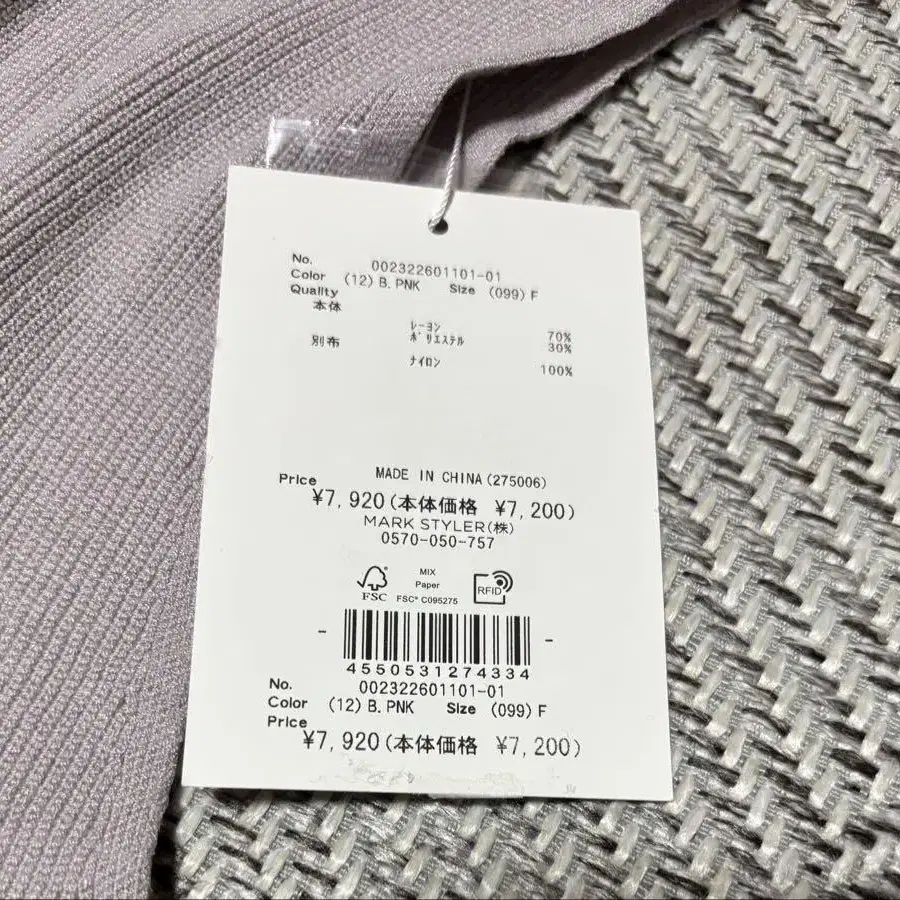 No. 002322601101-01
Color (12) B. PNK Size (099) F
Quality
本体
レーヨン 70%
ポリエステル 30%
別布
ナイロン 100%
MADE IN CHINA(275006)
Price
¥7,920(本体価格 ¥7,200)
MARK STYLER(株)
0570-050-757
MIX
Paper
FSC FSC® C095275
RFID
4550531274334
No. 002322601101-01
Color (12) B. PNK Size (099) F
Price
¥7,920(本体価格 ¥7,200)